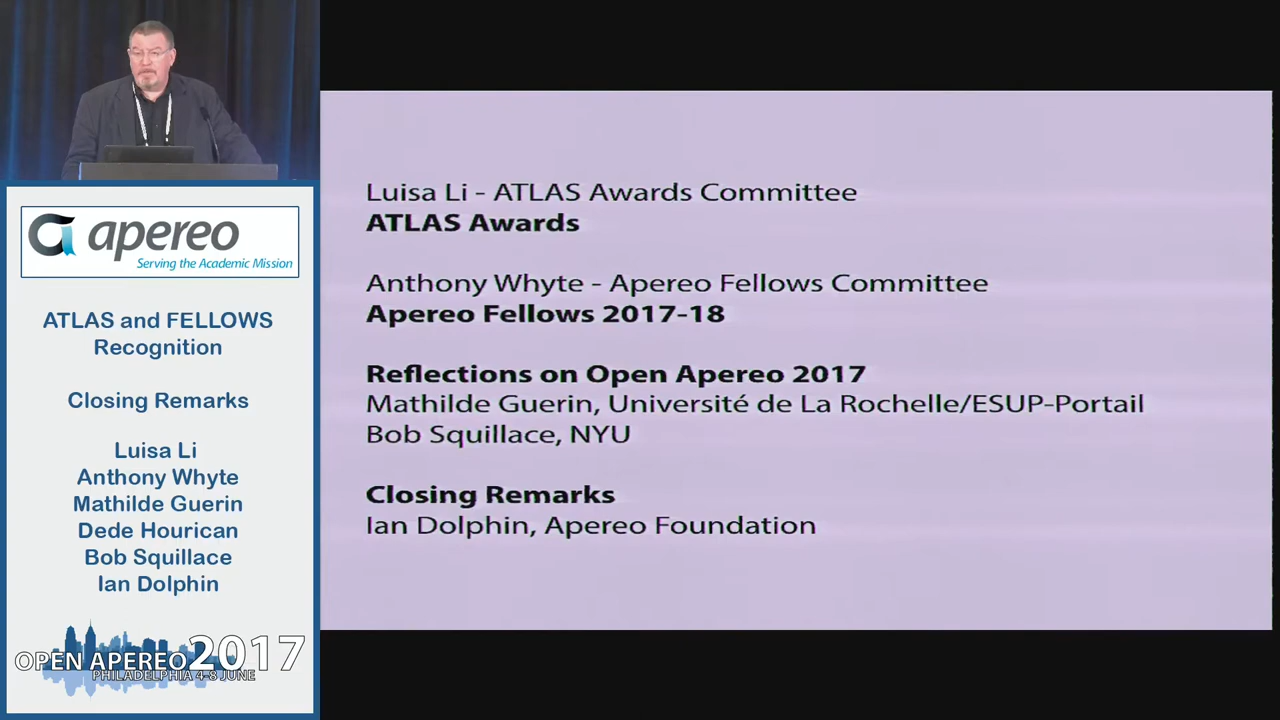 apereo
Serving the Academic Mission
ATLAS and FELLOWS
Recognition
Closing Remarks
Luisa Li
Anthony Whyte
Mathilde Guerin
Dede Hourican
Bob Squillace
Ian Dolphin
OPEN APEREO 2017
PHILADELPHIA 4-8 JUNE
Luisa Li - ATLAS Awards Committee
ATLAS Awards
Anthony Whyte - Apereo Fellows Committee
Apereo Fellows 2017-18
Reflections on Open Apereo 2017
Mathilde Guerin, Université de La Rochelle/ESUP-Portail
Bob Squillace, NYU
Closing Remarks
Ian Dolphin, Apereo Foundation